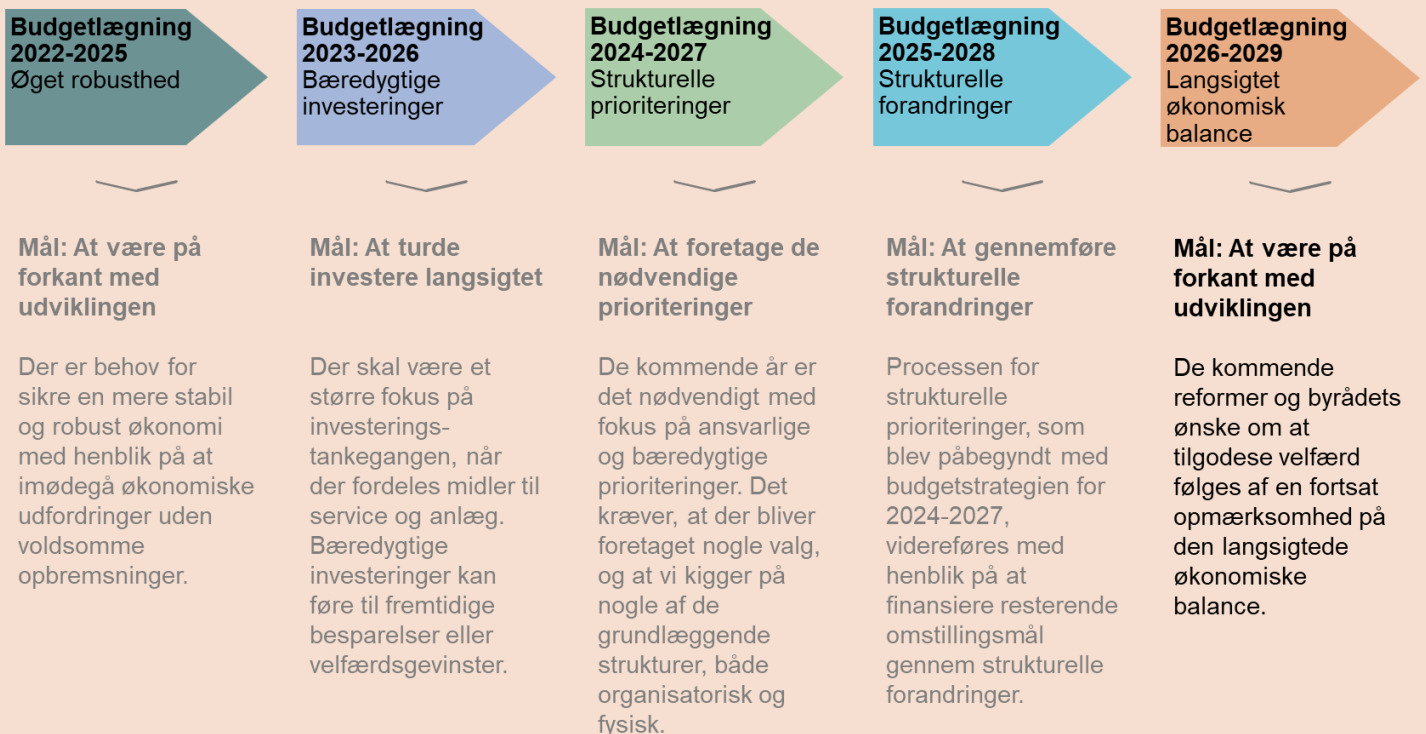 Budgetlægning
2022-2025
Øget robusthed
Budgetlægning
2023-2026
Bæredygtige
investeringer
Budgetlægning
2024-2027
Strukturelle
prioriteringer
Budgetlægning
2025-2028
Strukturelle
forandringer
Budgetlægning
2026-2029
Langsigtet
økonomisk
balance
Mål: At være på
forkant med
udviklingen
Der er behov for
sikre en mere stabil
og robust økonomi
med henblik på at
imødegå økonomiske
udfordringer uden
voldsomme
opbremsninger.
Mål: At turde
investere langsigtet
Der skal være et
større fokus på
investerings-
tankegangen, når
der fordeles midler til
service og anlæg.
Bæredygtige
investeringer kan
føre til fremtidige
besparelser eller
velfærdsgevinster.
Mål: At foretage de
nødvendige
prioriteringer
De kommende år er
det nødvendigt med
fokus på ansvarlige
og bæredygtige
prioriteringer. Det
kræver, at der bliver
foretaget nogle valg,
og at vi kigger på
nogle af de
grundlæggende
strukturer, både
organisatorisk og
fysisk.
Mål: At gennemføre
strukturelle
forandringer
Processen for
strukturelle
prioriteringer, som
blev påbegyndt med
budgetstrategien for
2024-2027,
videreføres med
henblik på at
finansiere resterende
omstillingsmål
gennem strukturelle
forandringer.
Mål: At være på
forkant med
udviklingen
De kommende
reformer og byrådets
ønske om at
tilgodese velfærd
følges af en fortsat
opmærksomhed på
den langsigtede
økonomiske
balance.